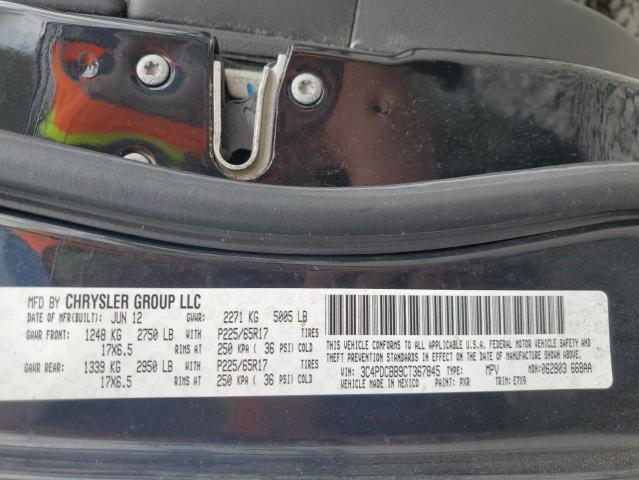 MFD BY CHRYSLER GROUP LLC
DATE OF MFR(BUILT): JUN 12 GVWR: 2271 KG 5005 LB
GAWR FRONT: 1248 KG 2750 LB WITH P225/65R17 TIRES
17X6.5 RIMS AT 250 KPA ( 36 PSI) COLD
GAWR REAR: 1339 KG 2950 LB WITH P225/65R17 TIRES
17X6.5 RIMS AT 250 KPA ( 36 PSI) COLD
THIS VEHICLE CONFORMS TO ALL APPLICABLE U.S.A. FEDERAL MOTOR VEHICLE SAFETY, BUMPER, AND THEFT PREVENTION STANDARDS IN EFFECT ON THE DATE OF MANUFACTURE SHOWN ABOVE.
VIN: 3C4PDCBB9CT367845 TYPE: MPV MDH: 062803 669AA
VEHICLE MADE IN MEXICO PAINT: PXR TRIM: E7X9